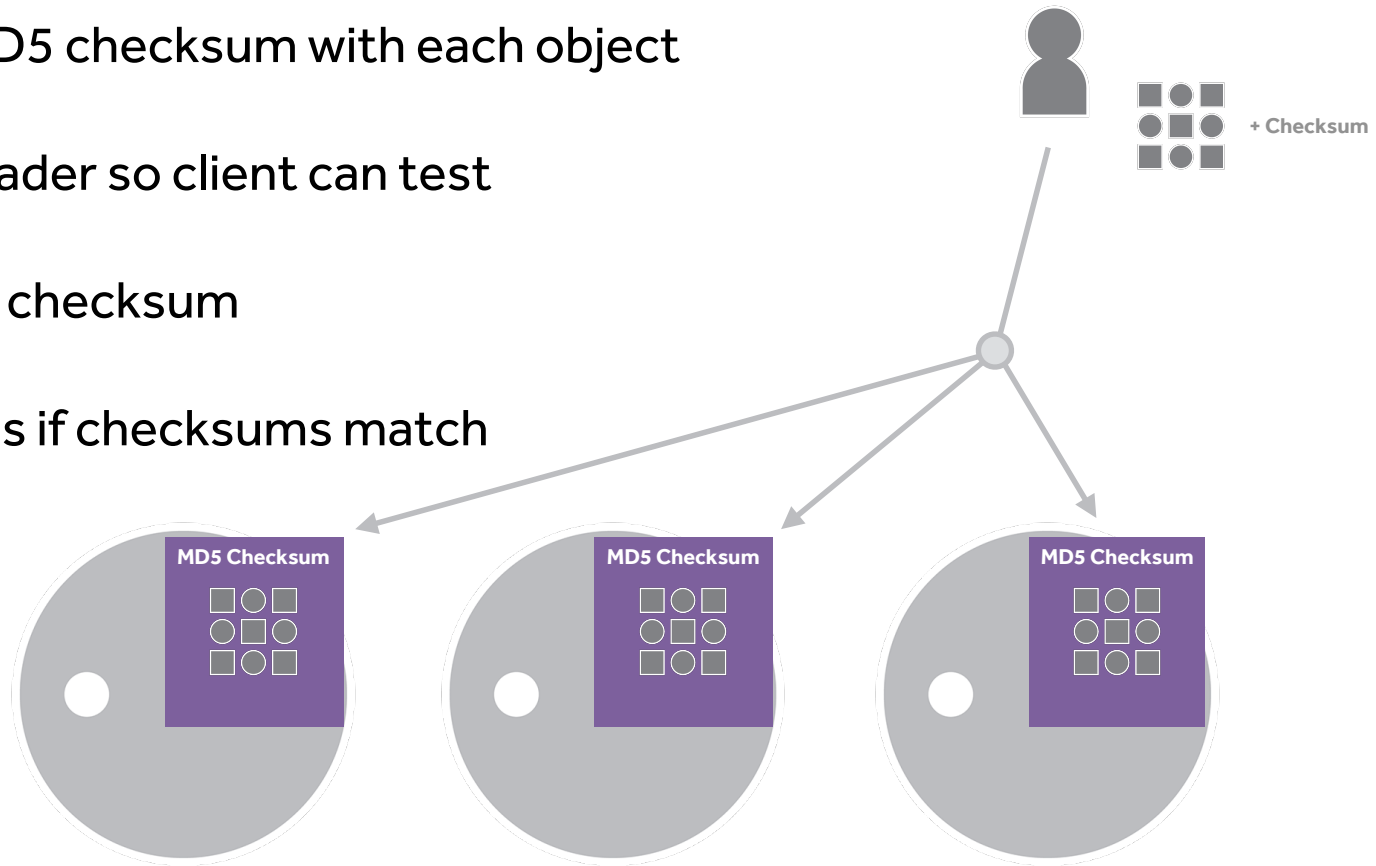 D5 checksum with each object
+ Checksum
ader so client can test
checksum
s if checksums match
MD5 Checksum
MD5 Checksum
MD5 Checksum